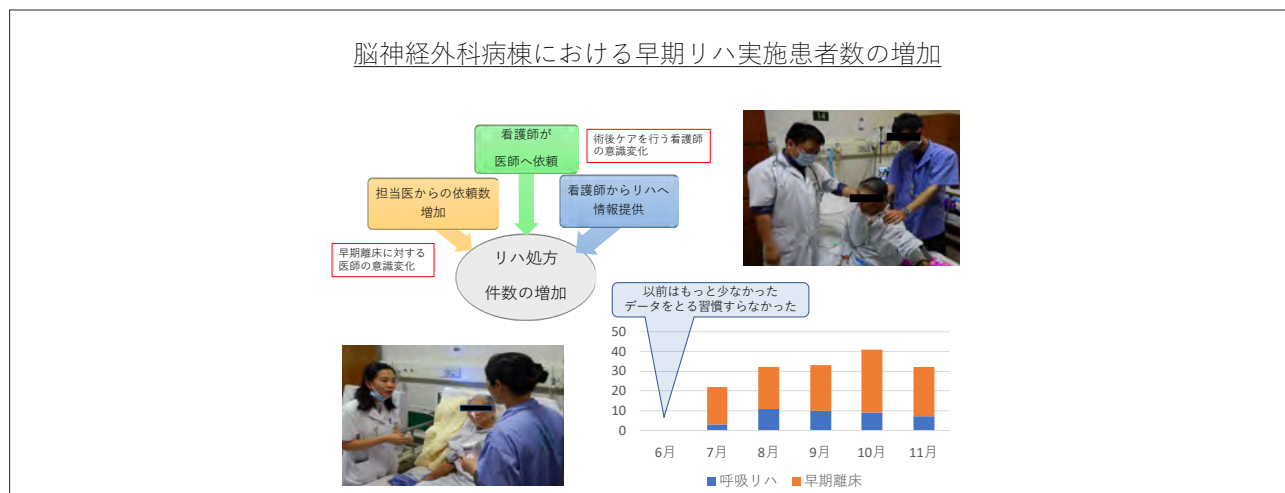 脳神経外科病棟における早期リハ実施患者数の増加
看護師が
医師へ依頼
術後ケアを行う看護師
の意識変化
担当医からの依頼数
増加
看護師からリハへ
情報提供
早期離床に対する
医師の意識変化
リハ処方
件数の増加
14
以前はもっと少なかった
データをとる習慣すらなかった
50
40
30
20
10
0
6月 7月 8月 9月 10月 11月
呼吸リハ 早期離床